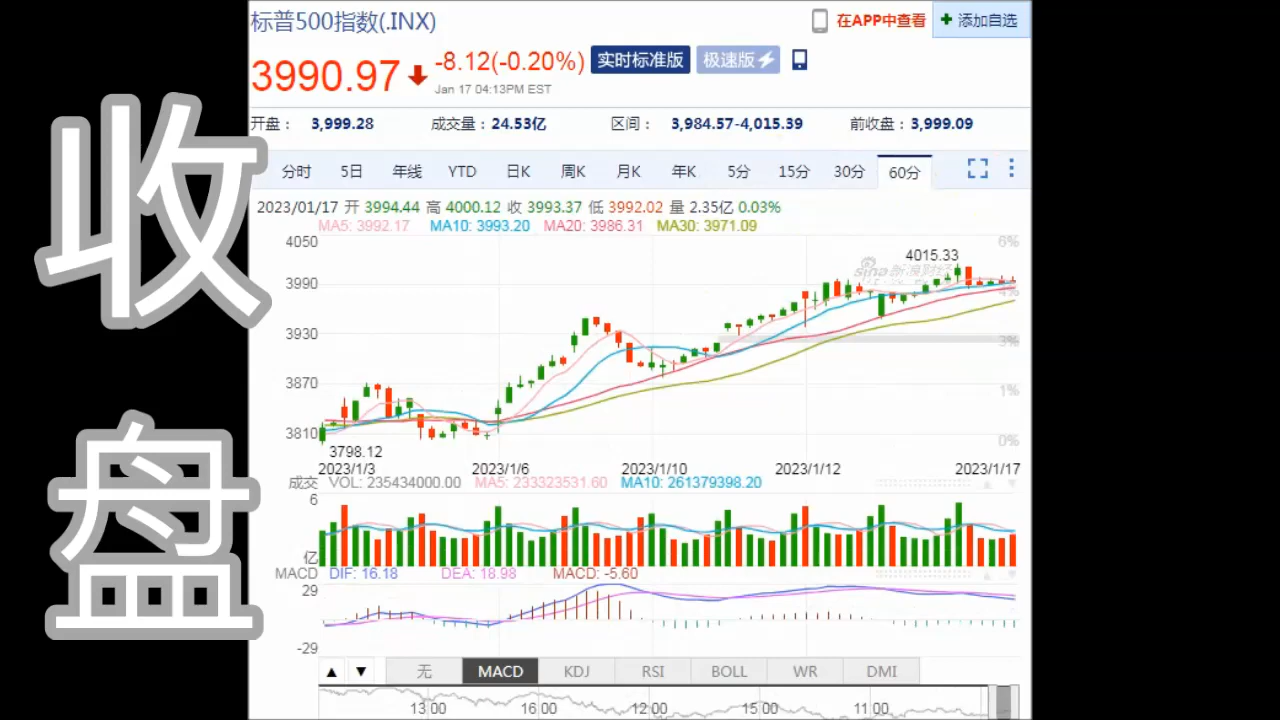 收
盘
标普500指数(.INX)
在APP中查看
+ 添加自选
3990.97
-8.12(-0.20%)
实时标准版
极速版
Jan 17 04:13PM EST
开盘： 3,999.28
成交量：24.53亿
区间： 3,984.57-4,015.39
前收盘：3,999.09
分时 5日 年线 YTD 日K 周K 月K 年K 5分 15分 30分 60分
2023/01/17 开 3994.44 高 4000.12 收 3993.37 低 3992.02 量 2.35亿 0.03%
MA5: 3992.17 MA10: 3993.20 MA20: 3986.31 MA30: 3971.09
4050 6%
4015.33
sina 新浪财经
3990 4%
3930 3%
3870 1%
3810 0%
3798.12
2023/1/3 2023/1/6 2023/1/10 2023/1/12 2023/1/17
成交 VOL: 235434000.00 MA5: 233323531.60 MA10: 261379398.20
6
亿
MACD DIF: 16.18 DEA: 18.98 MACD: -5.60
29
-29
▲ ▼ 无 MACD KDJ RSI BOLL WR DMI
13:00 16:00 12:00 15:00 11:00